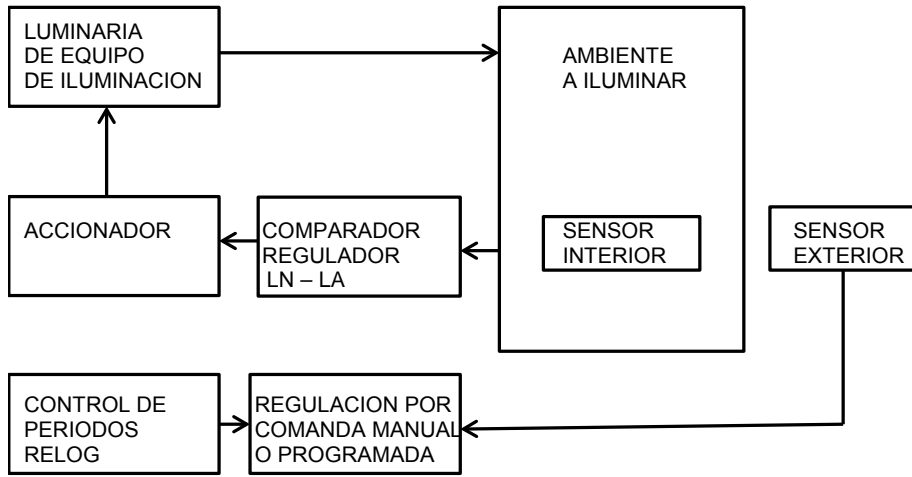 LUMINARIA
DE EQUIPO
DE ILUMINACION
AMBIENTE
A ILUMINAR
ACCIONADOR
COMPARADOR
REGULADOR
LN – LA
SENSOR
INTERIOR
SENSOR
EXTERIOR
CONTROL DE
PERIODOS
RELOG
REGULACION POR
COMANDA MANUAL
O PROGRAMADA